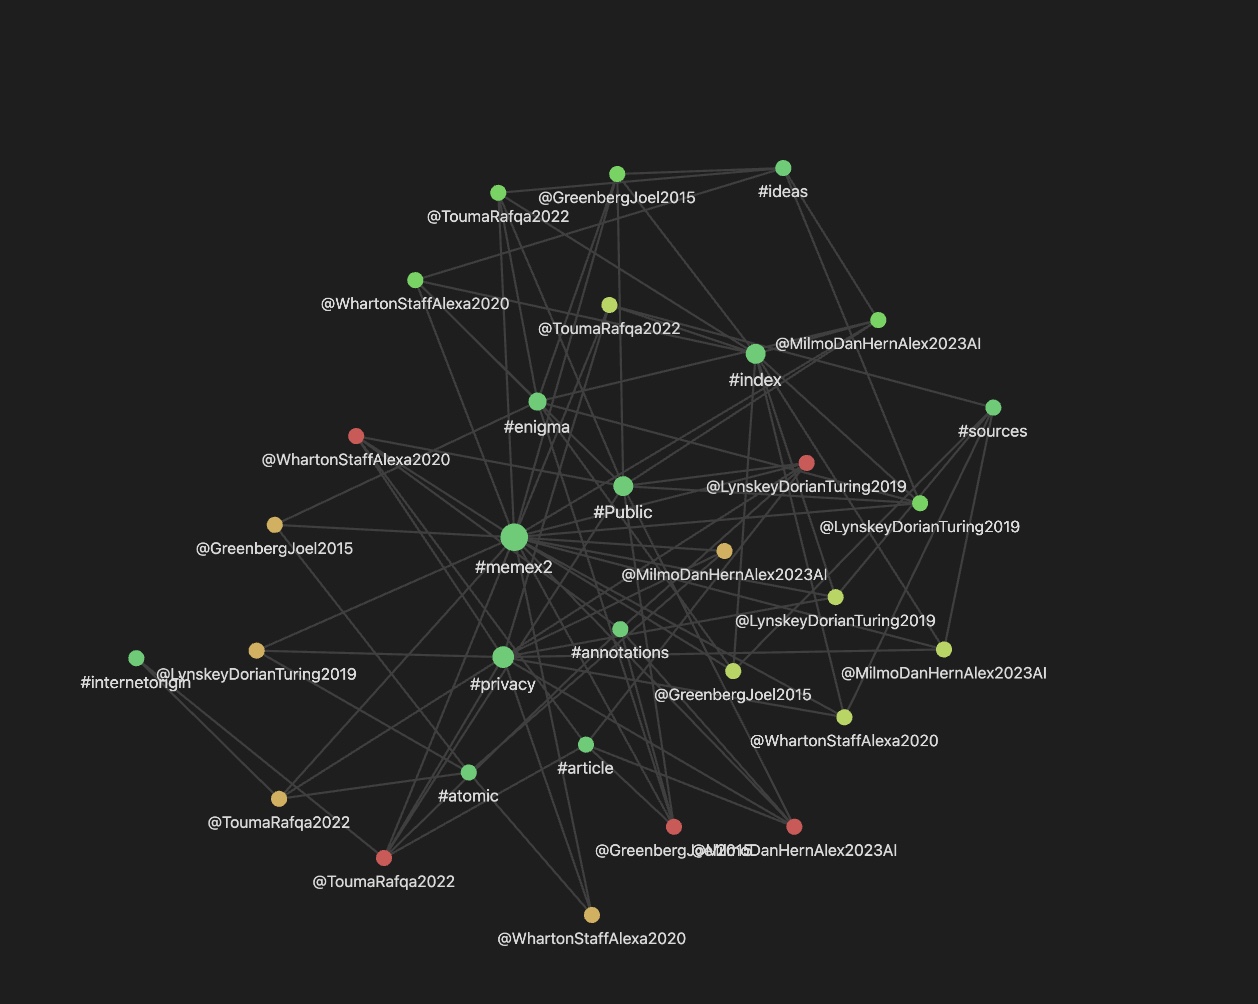 #ideas
@GreenbergJoel2015
@ToumaRafqa2022
@WhartonStaffAlexa2020
@ToumaRafqa2022
@MilmoDanHernAlex2023AI
#index
#enigma
#sources
@WhartonStaffAlexa2020
@LynskeyDorianTuring2019
#Public
@LynskeyDorianTuring2019
@GreenbergJoel2015
#memex2
@MilmoDanHernAlex2023AI
@LynskeyDorianTuring2019
#annotations
@LynskeyDorianTuring2019
@MilmoDanHernAlex2023AI
#internetorigin
#privacy
@GreenbergJoel2015
@WhartonStaffAlexa2020
#article
#atomic
@ToumaRafqa2022
@GreenbergJoel2015
@MilmoDanHernAlex2023AI
@ToumaRafqa2022
@WhartonStaffAlexa2020